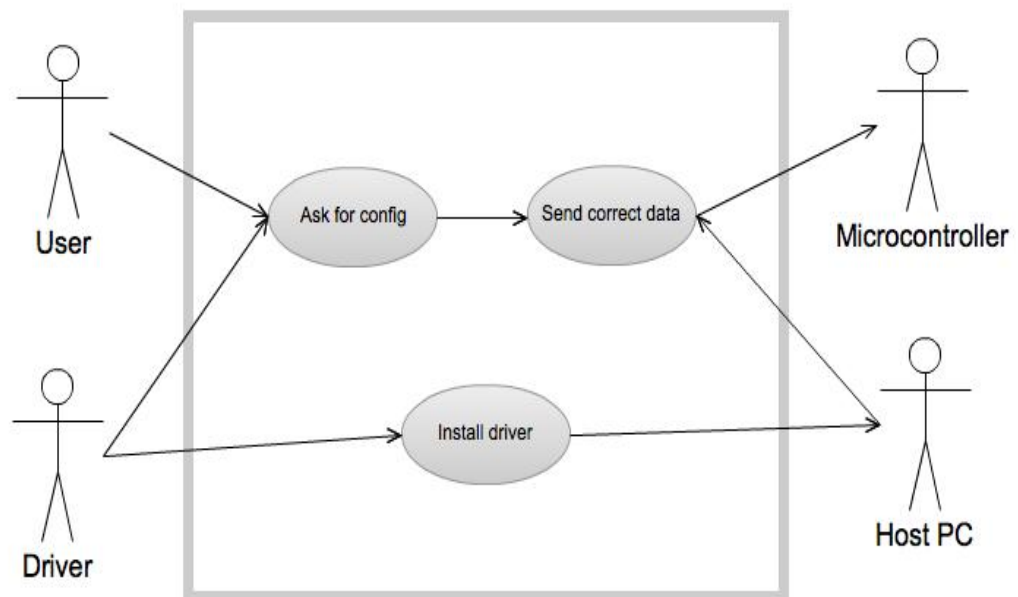 User
Ask for config
Send correct data
Microcontroller
Install driver
Driver
Host PC